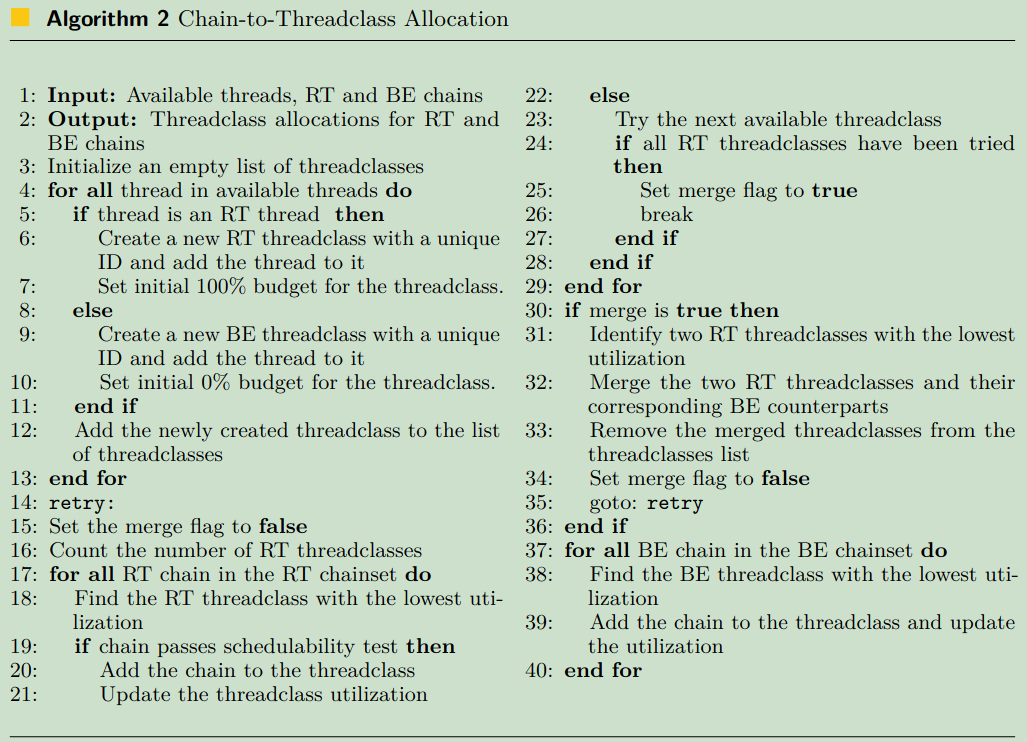 Algorithm 2 Chain-to-Threadclass Allocation
1: Input: Available threads, RT and BE chains
2: Output: Threadclass allocations for RT and
BE chains
3: Initialize an empty list of threadclasses
4: for all thread in available threads do
5: if thread is an RT thread then
6: Create a new RT threadclass with a unique
ID and add the thread to it
7: Set initial 100% budget for the threadclass.
8: else
9: Create a new BE threadclass with a unique
ID and add the thread to it
10: Set initial 0% budget for the threadclass.
11: end if
12: Add the newly created threadclass to the list
of threadclasses
13: end for
14: retry:
15: Set the merge flag to false
16: Count the number of RT threadclasses
17: for all RT chain in the RT chainset do
18: Find the RT threadclass with the lowest uti-
lization
19: if chain passes schedulability test then
20: Add the chain to the threadclass
21: Update the threadclass utilization
22: else
23: Try the next available threadclass
24: if all RT threadclasses have been tried
then
25: Set merge flag to true
26: break
27: end if
28: end if
29: end for
30: if merge is true then
31: Identify two RT threadclasses with the lowest
utilization
32: Merge the two RT threadclasses and their
corresponding BE counterparts
33: Remove the merged threadclasses from the
threadclasses list
34: Set merge flag to false
35: goto: retry
36: end if
37: for all BE chain in the BE chainset do
38: Find the BE threadclass with the lowest uti-
lization
39: Add the chain to the threadclass and update
the utilization
40: end for